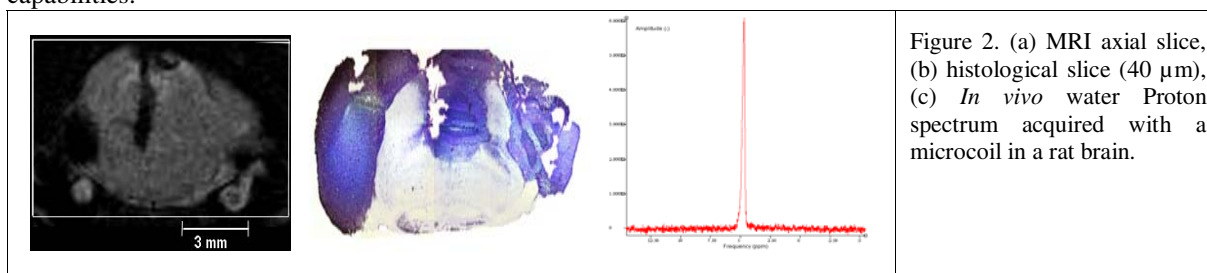 capabilities.
3 mm
Amplitude (-)
0
Frequency (ppm)
Figure 2. (a) MRI axial slice,
(b) histological slice (40 µm),
(c) In vivo water Proton
spectrum acquired with a
microcoil in a rat brain.